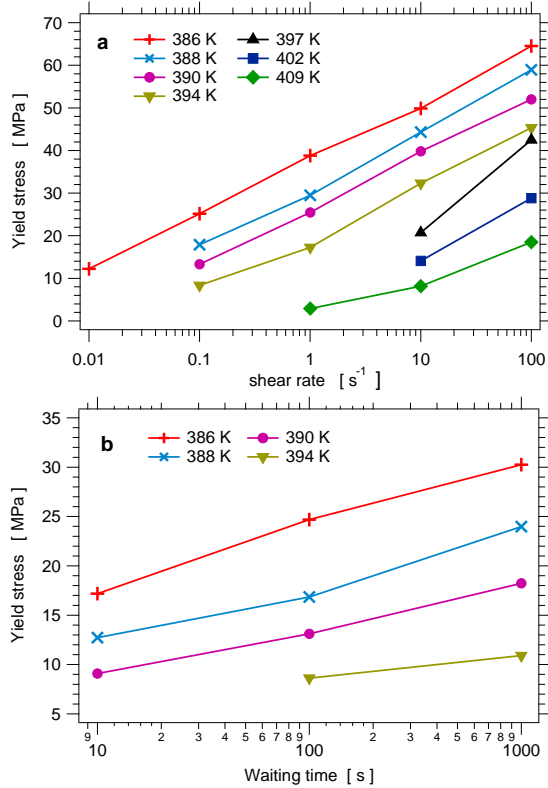 a
386 K
388 K
390 K
394 K
397 K
402 K
409 K
Yield stress [ MPa]
70
60
50
40
30
20
10
0
0.01 0.1 1 10 100
shear rate [ s⁻¹ ]
b
386 K
388 K
390 K
394 K
Yield stress [ MPa]
35
30
25
20
15
10
5
9 2 3 4 5 6 7 8 9 2 3 4 5 6 7 8 9
10 100 1000
Waiting time [ s ]